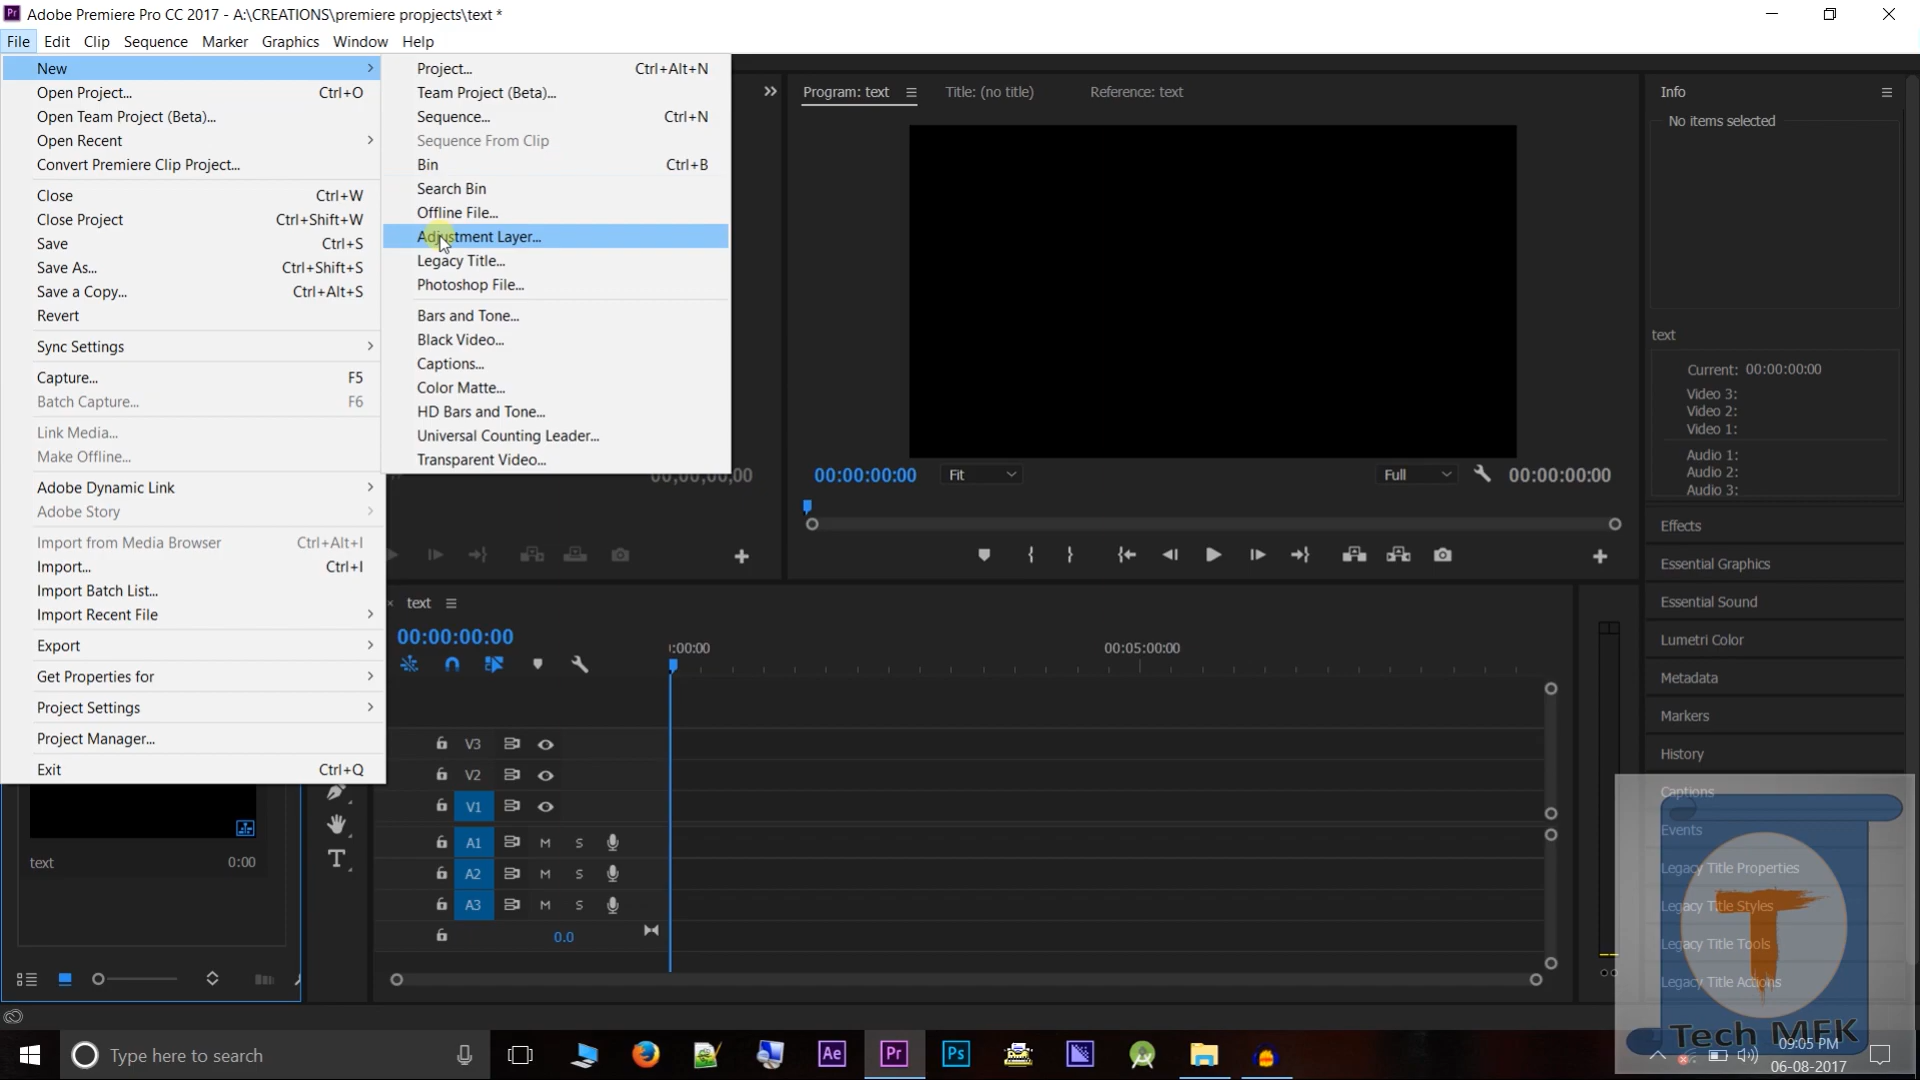 Adobe Premiere Pro CC 2017 - A:\CREATIONS\premiere propjects\text *
File Edit Clip Sequence Marker Graphics Window Help
New
Open Project... Ctrl+O
Open Team Project (Beta)...
Open Recent
Convert Premiere Clip Project...
Close Ctrl+W
Close Project Ctrl+Shift+W
Save Ctrl+S
Save As... Ctrl+Shift+S
Save a Copy... Ctrl+Alt+S
Revert
Sync Settings
Capture... F5
Batch Capture... F6
Link Media...
Make Offline...
Adobe Dynamic Link
Adobe Story
Import from Media Browser Ctrl+Alt+I
Import... Ctrl+I
Import Batch List...
Import Recent File
Export
Get Properties for
Project Settings
Project Manager...
Exit Ctrl+Q
Project... Ctrl+Alt+N
Team Project (Beta)...
Sequence... Ctrl+N
Sequence From Clip
Bin Ctrl+B
Search Bin
Offline File...
Adjustment Layer...
Legacy Title...
Photoshop File...
Bars and Tone...
Black Video...
Captions...
Color Matte...
HD Bars and Tone...
Universal Counting Leader...
Transparent Video...
Program: text Title: (no title) Reference: text
00:00:00:00 Fit Full 00:00:00:00
Info
No items selected
text
Current: 00:00:00:00
Video 3:
Video 2:
Video 1:
Audio 1:
Audio 2:
Audio 3:
Effects
Essential Graphics
Essential Sound
Lumetri Color
Metadata
Markers
History
Captions
Events
Legacy Title Properties
Legacy Title Styles
Legacy Title Tools
Legacy Title Actions
text
00:00:00:00
:00:00 00:05:00:00
V3
V2
V1
A1 M S
A2 M S
A3 M S
0.0
text 0:00
T
Tech MFK
Type here to search
Ae Pr Ps
09:05 PM
06-08-2017